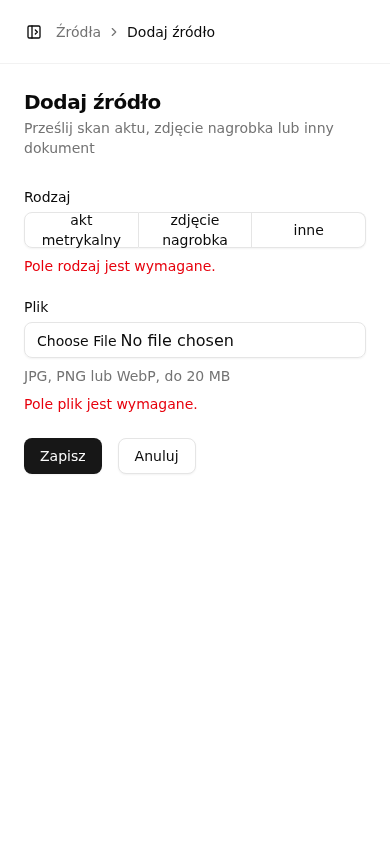 Źródła > Dodaj źródło
Dodaj źródło
Prześlij skan aktu, zdjęcie nagrobka lub inny
dokument
Rodzaj
akt
metrykalny
zdjęcie
nagrobka
inne
Pole rodzaj jest wymagane.
Plik
Choose File No file chosen
JPG, PNG lub WebP, do 20 MB
Pole plik jest wymagane.
Zapisz
Anuluj